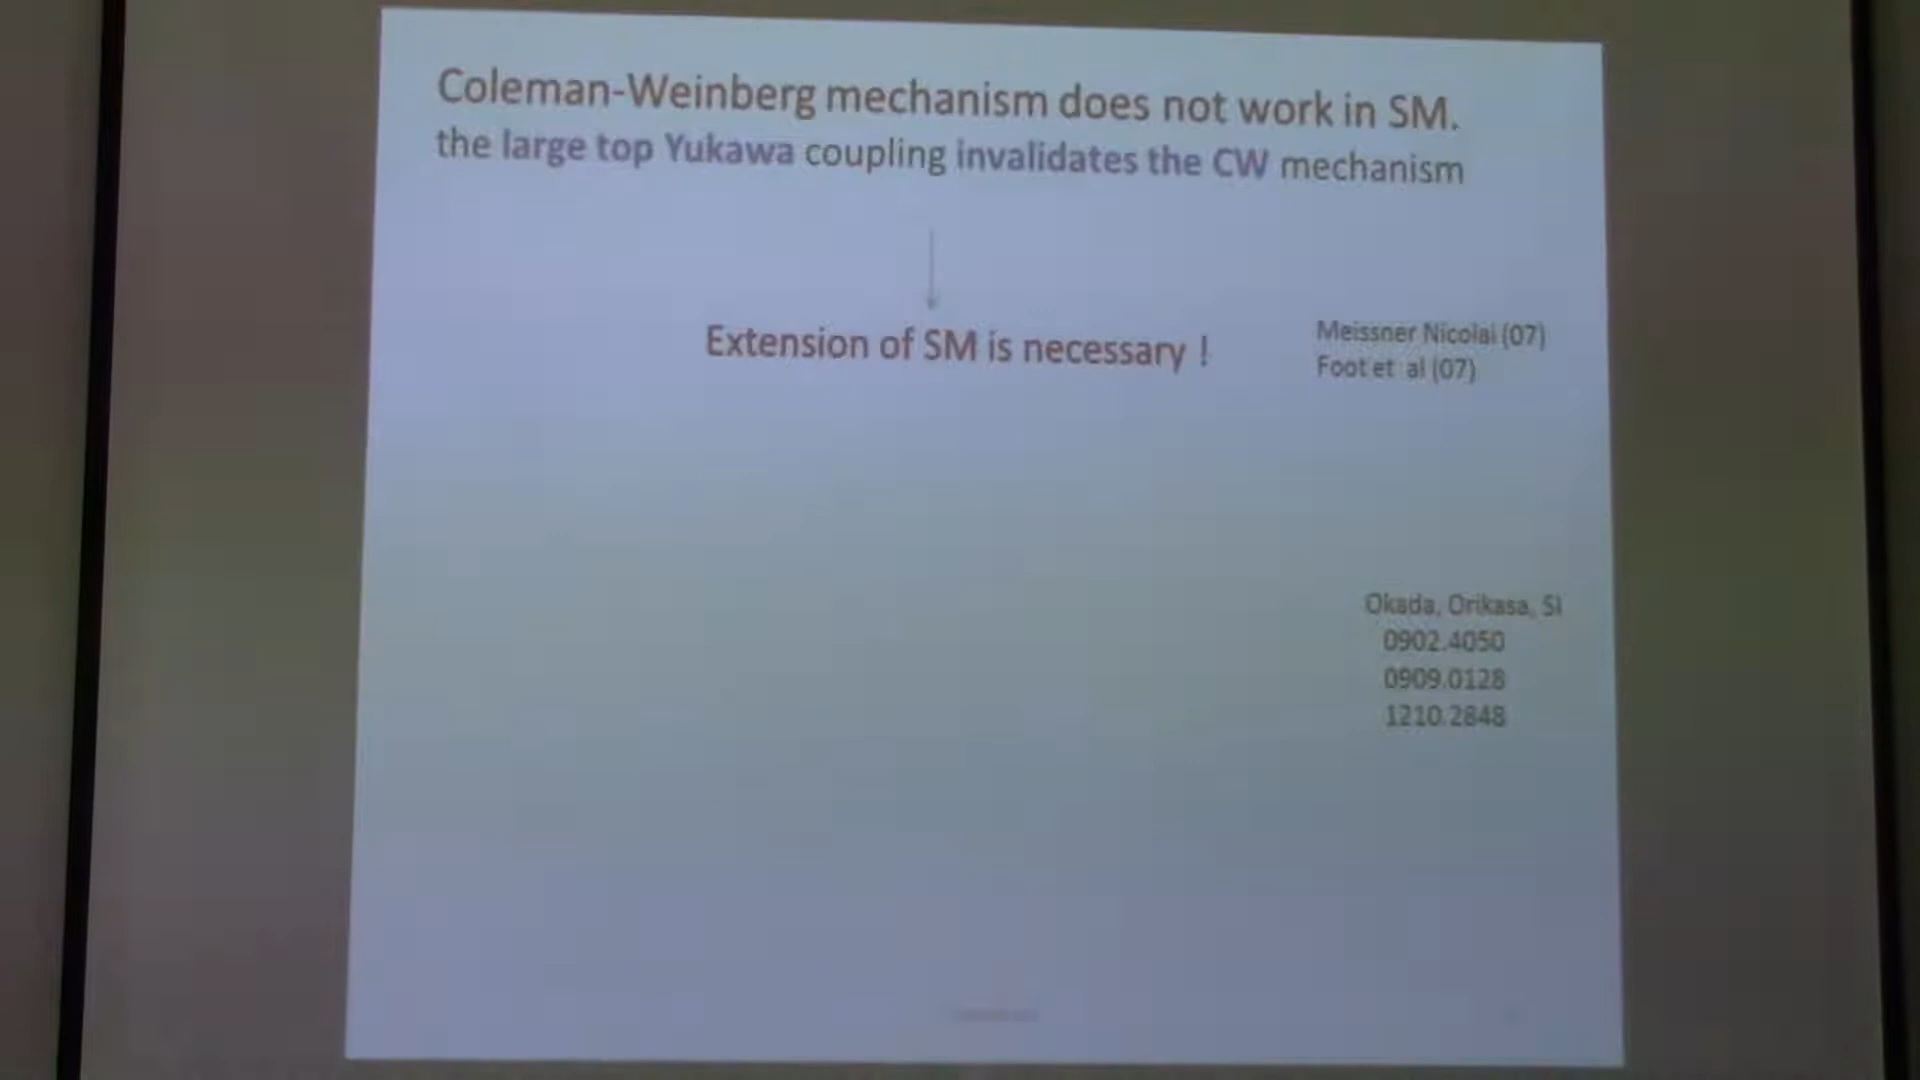 Coleman-Weinberg mechanism does not work in SM.
the large top Yukawa coupling invalidates the CW mechanism
Extension of SM is necessary !
Meissner Nicolai (07)
Foot et al (07)
Okada, Orikasa, SI
0902.4050
0909.0128
1210.2848